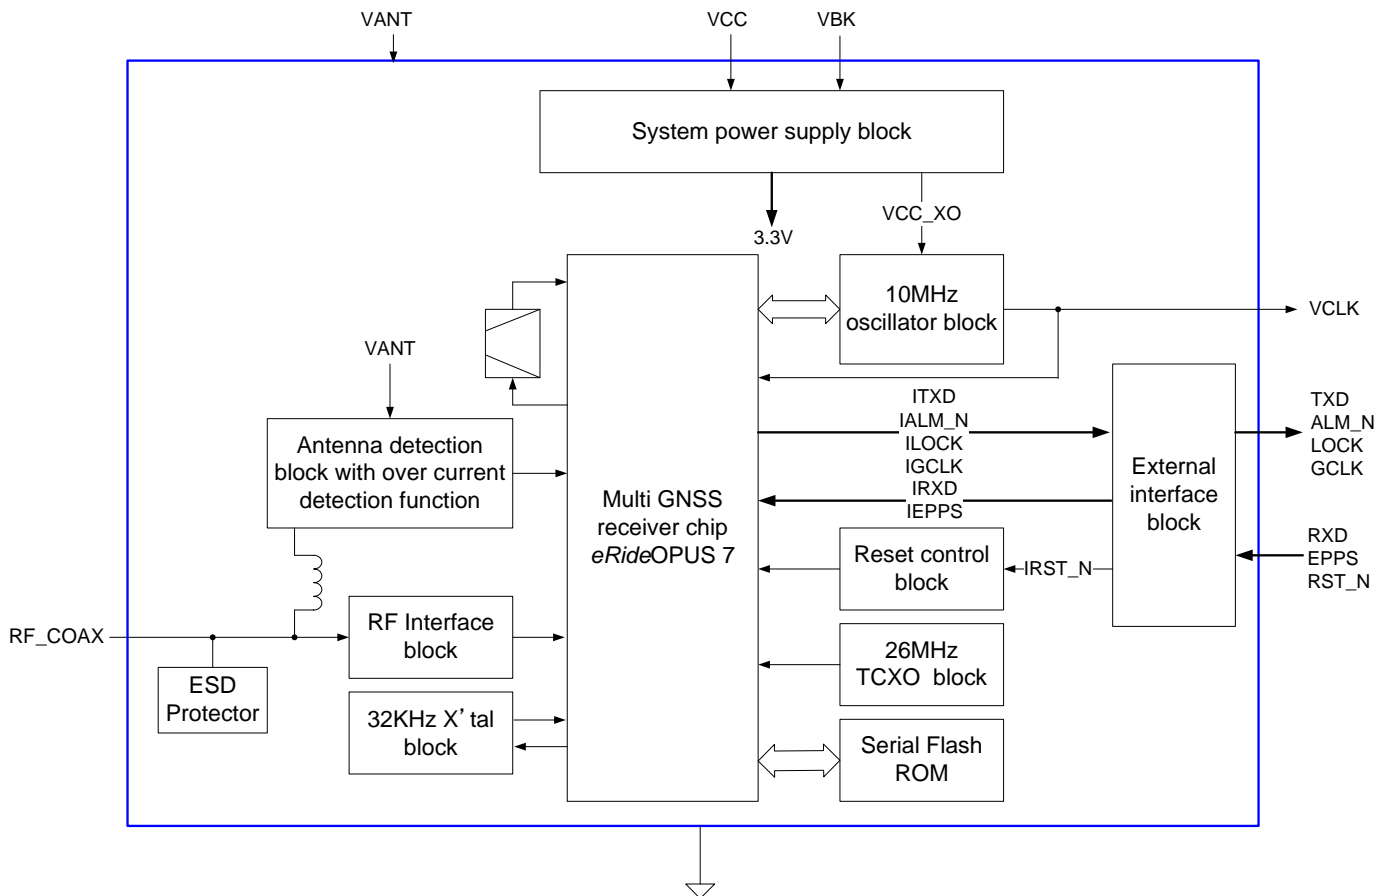 VANT
VCC
VBK
System power supply block
VCC_XO
3.3V
10MHz
oscillator block
VCLK
VANT
Antenna detection
block with over current
detection function
Multi GNSS
receiver chip
eRideOPUS 7
ITXD
IALM_N
ILOCK
IGCLK
IRXD
IEPPS
External
interface
block
TXD
ALM_N
LOCK
GCLK
RXD
EPPS
RST_N
Reset control
block
IRST_N
RF_COAX
RF Interface
block
ESD
Protector
26MHz
TCXO block
32KHz X’ tal
block
Serial Flash
ROM